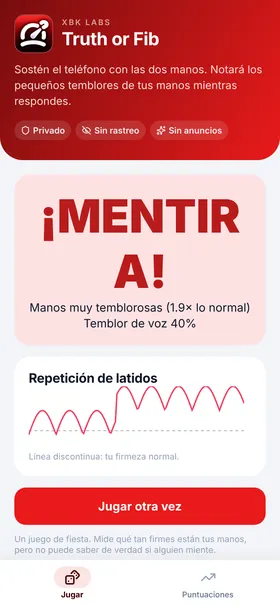 XBK LABS
Truth or Fib
Sostén el teléfono con las dos manos. Notará los
pequeños temblores de tus manos mientras
respondes.
Privado
Sin rastreo
Sin anuncios
¡MENTIR
A!
Manos muy temblorosas (1.9× lo normal)
Temblor de voz 40%
Repetición de latidos
Línea discontinua: tu firmeza normal.
Jugar otra vez
Un juego de fiesta. Mide qué tan firmes están tus manos,
pero no puede saber de verdad si alguien miente.
Jugar
Puntuaciones